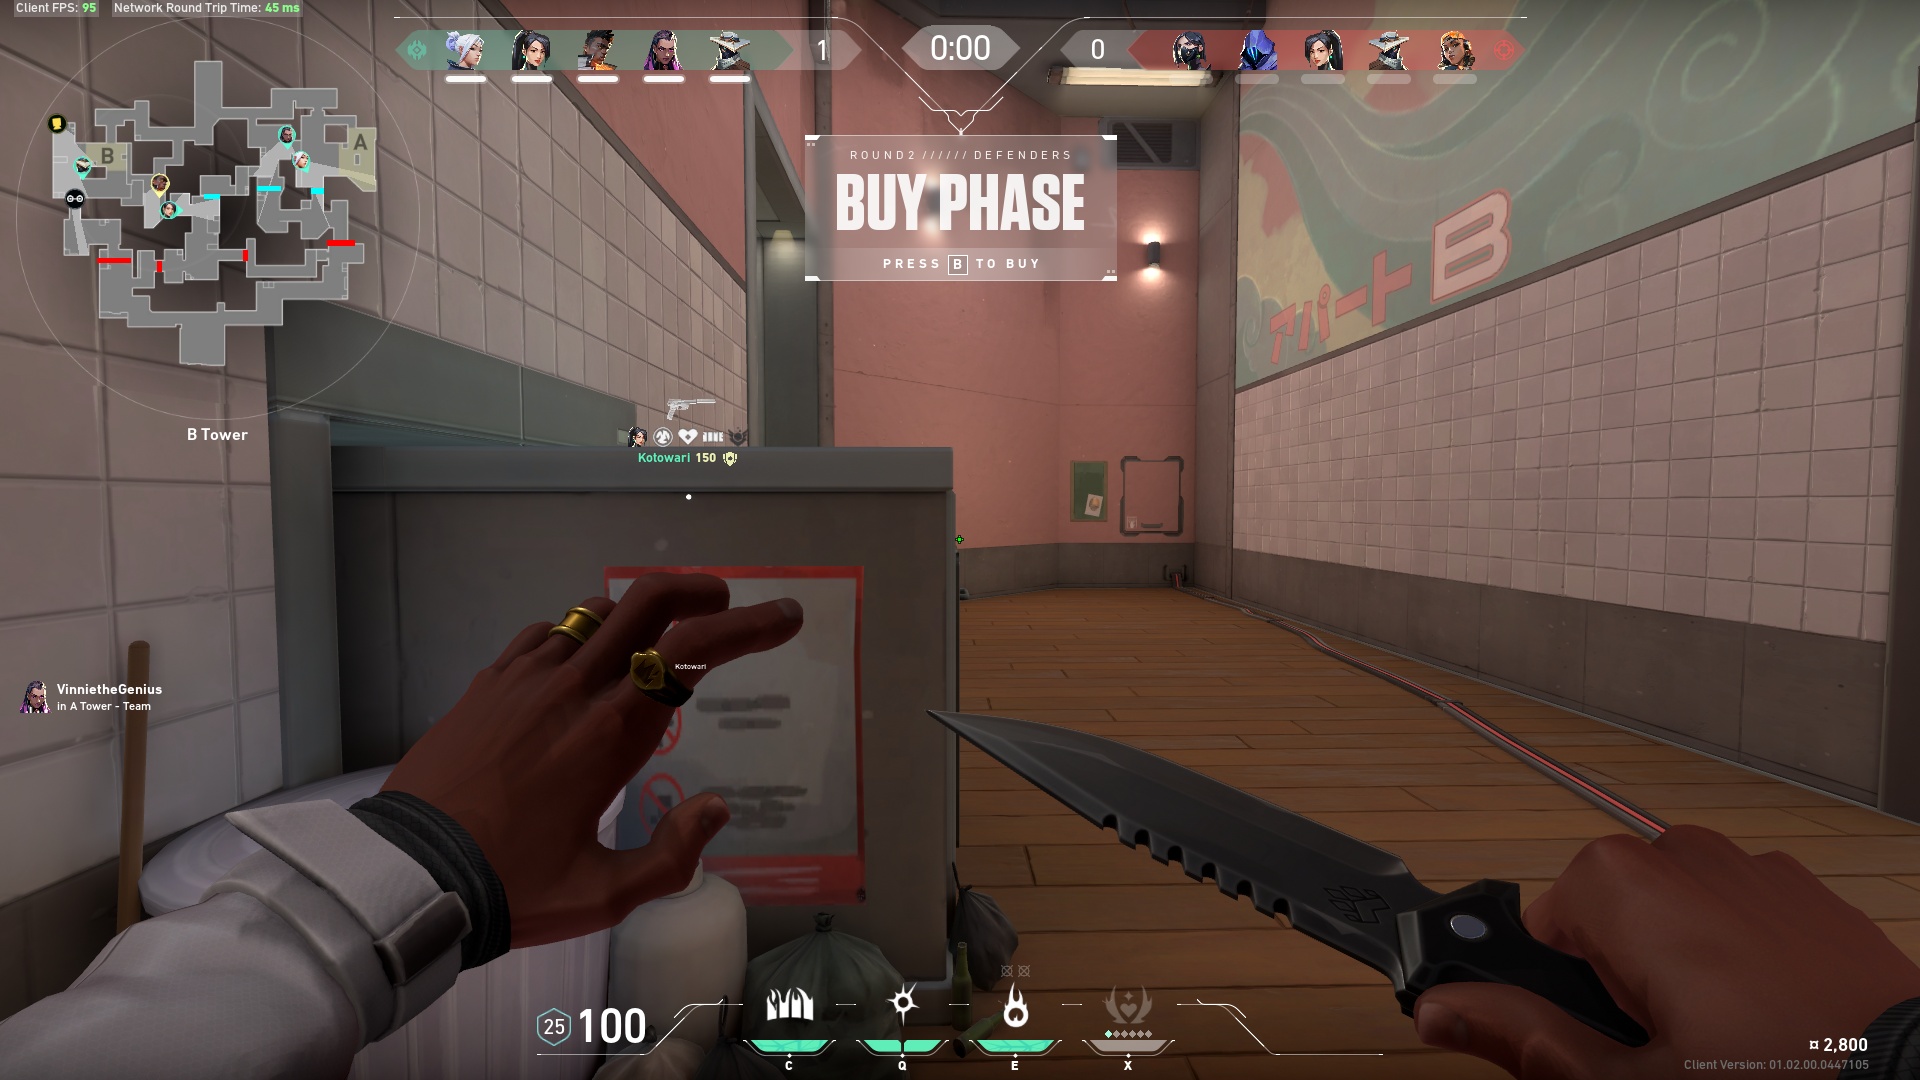 Client FPS: 95 Network Round Trip Time: 45 ms
1 0:00 0
ROUND 2 ////// DEFENDERS
BUY PHASE
PRESS B TO BUY
A
B
B Tower
アパート B
Kotowari 150
Kotowari
VinnietheGenius
in A Tower - Team
25 100
C Q E X
¤ 2,800
Client Version: 01.02.00.0447105